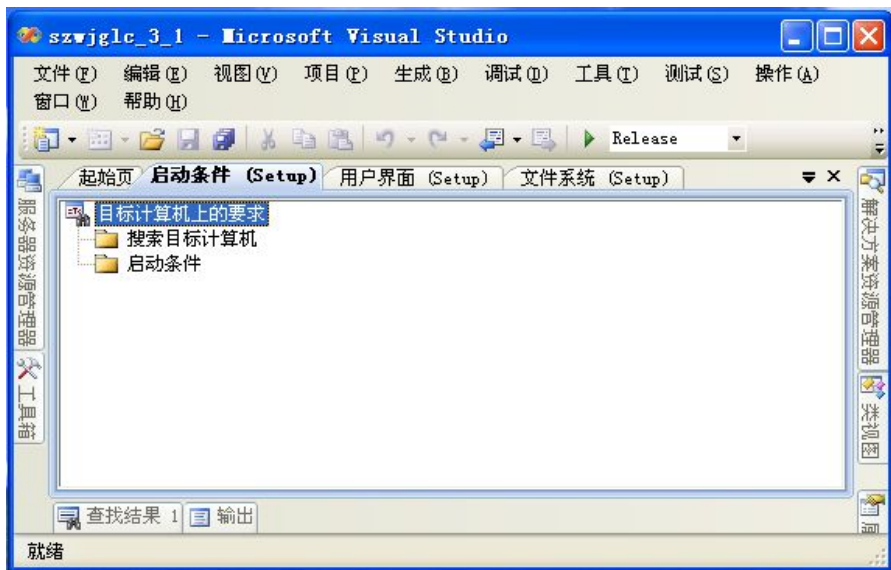 szwjglc_3_1 - Microsoft Visual Studio
文件(F) 编辑(E) 视图(V) 项目(P) 生成(B) 调试(D) 工具(T) 测试(S) 操作(A)
窗口(W) 帮助(H)
Release
起始页 启动条件 (Setup) 用户界面 (Setup) 文件系统 (Setup)
目标计算机上的要求
搜索目标计算机
启动条件
服务器资源管理器
工具箱
解决方案资源管理器
类视图
查找结果 1 输出
就绪